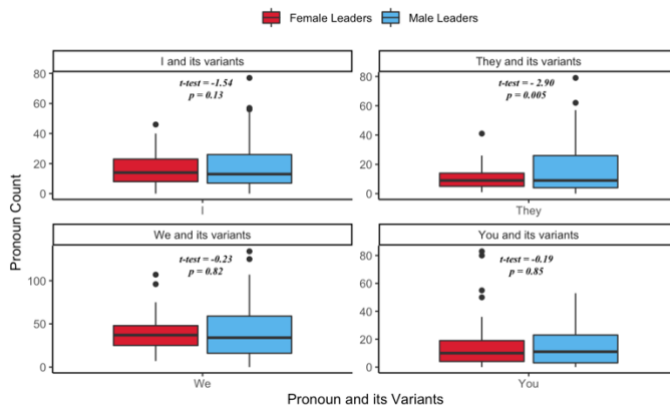 Female Leaders Male Leaders
I and its variants
t-test = -1.54
p = 0.13
80
60
40
20
0
I
They and its variants
t-test = - 2.90
p = 0.005
80
60
40
20
0
They
We and its variants
t-test = -0.23
p = 0.82
100
50
0
We
You and its variants
t-test = -0.19
p = 0.85
80
60
40
20
0
You
Pronoun Count
Pronoun and its Variants